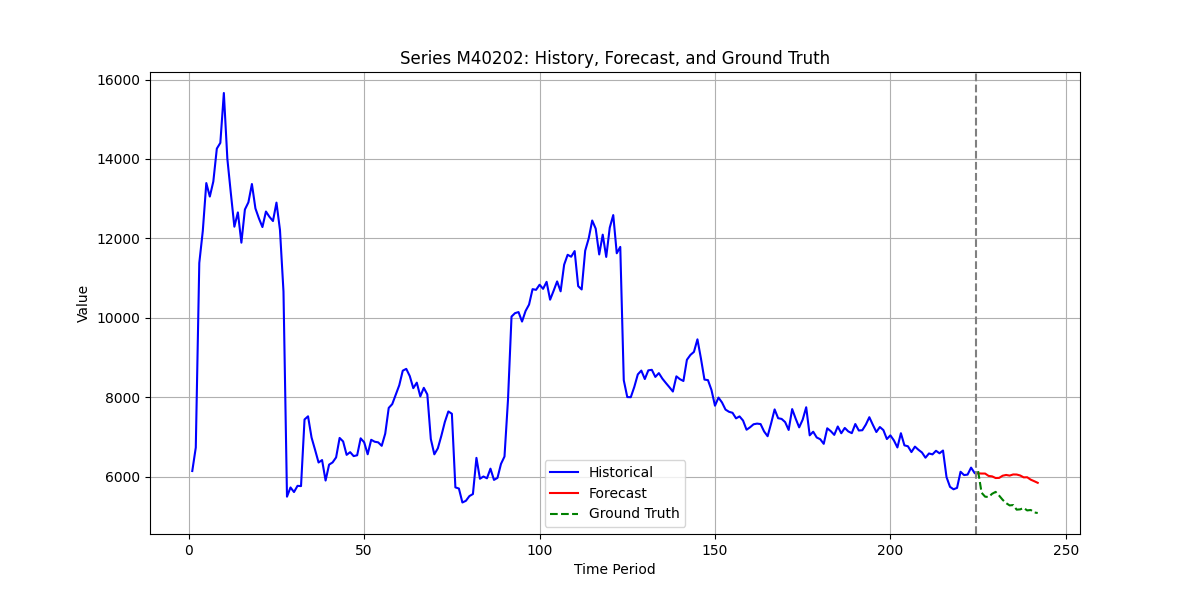 Series M40202: History, Forecast, and Ground Truth
Value
16000
14000
12000
10000
8000
6000
Historical
Forecast
Ground Truth
0 50 100 150 200 250
Time Period